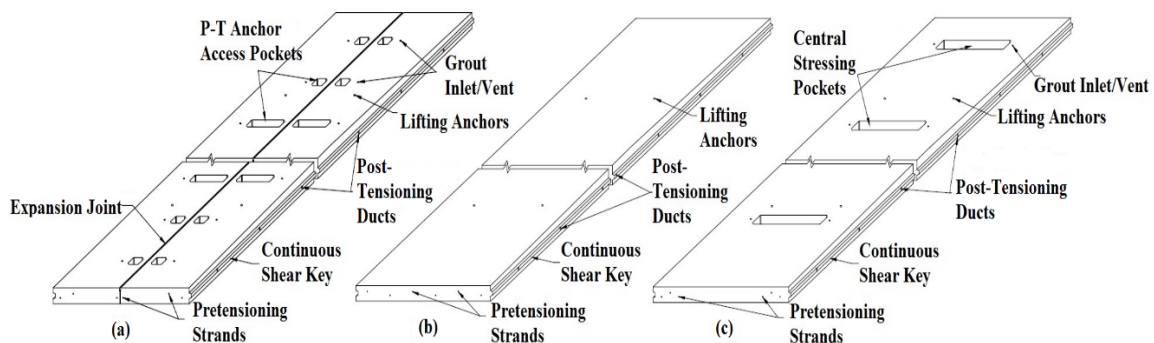 P-T Anchor
Access Pockets
Grout
Inlet/Vent
Lifting Anchors
Post-
Tensioning
Ducts
Expansion Joint
Continuous
Shear Key
Pretensioning
Strands
(a)
Lifting
Anchors
Post-
Tensioning
Ducts
Continuous
Shear Key
Pretensioning
Strands
(b)
Central
Stressing
Pockets
Grout Inlet/Vent
Lifting Anchors
Post-Tensioning
Ducts
Continuous
Shear Key
Pretensioning
Strands
(c)